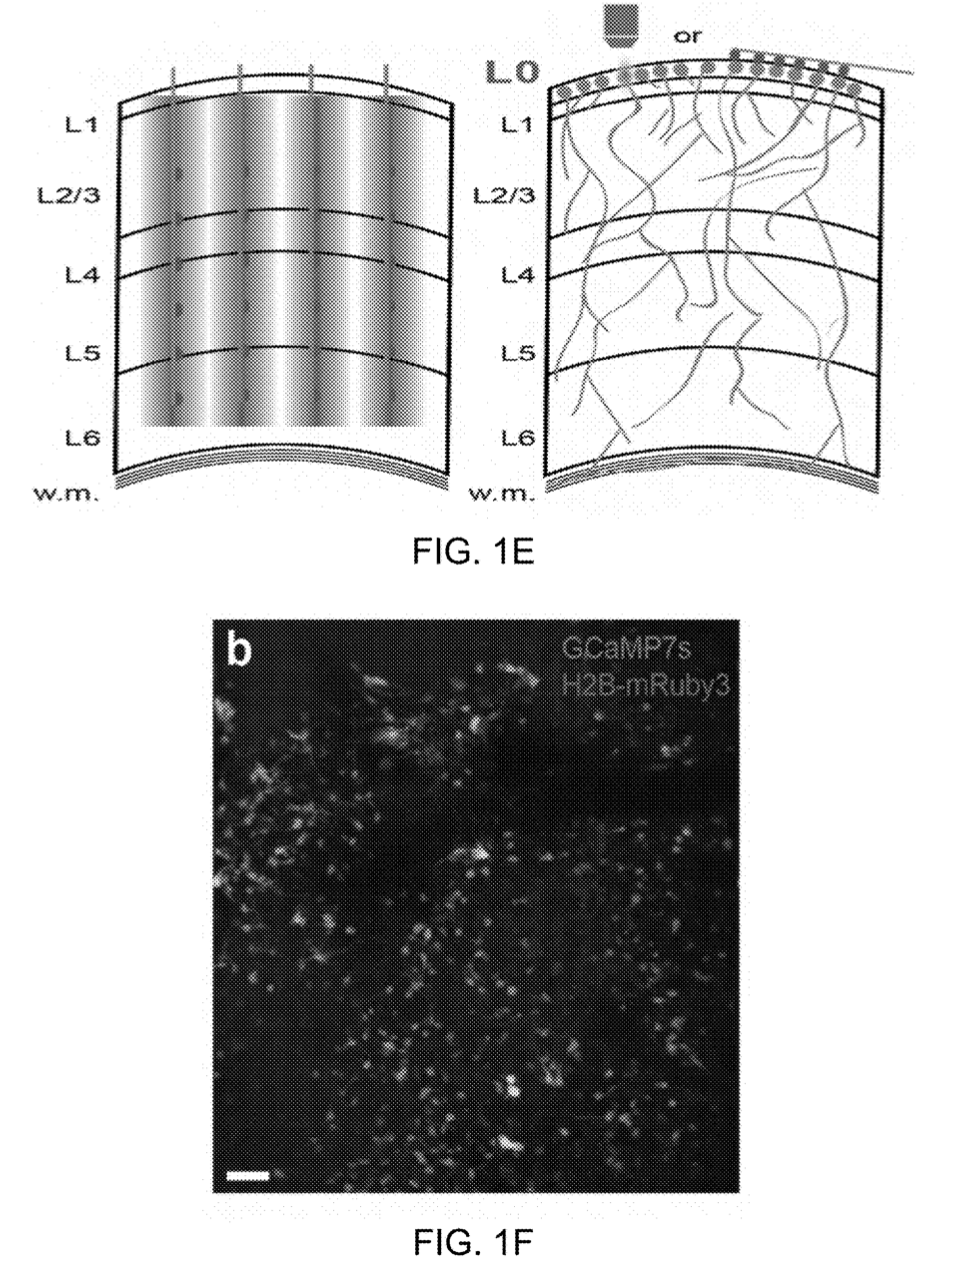 or
L0
L1
L2/3
L4
L5
L6
w.m.
L1
L2/3
L4
L5
L6
w.m.
FIG. 1E
b
GCaMP7s
H2B-mRuby3
FIG. 1F